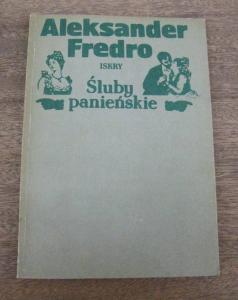 Aleksander
Fredro
ISKRY
Śluby
panieńskie